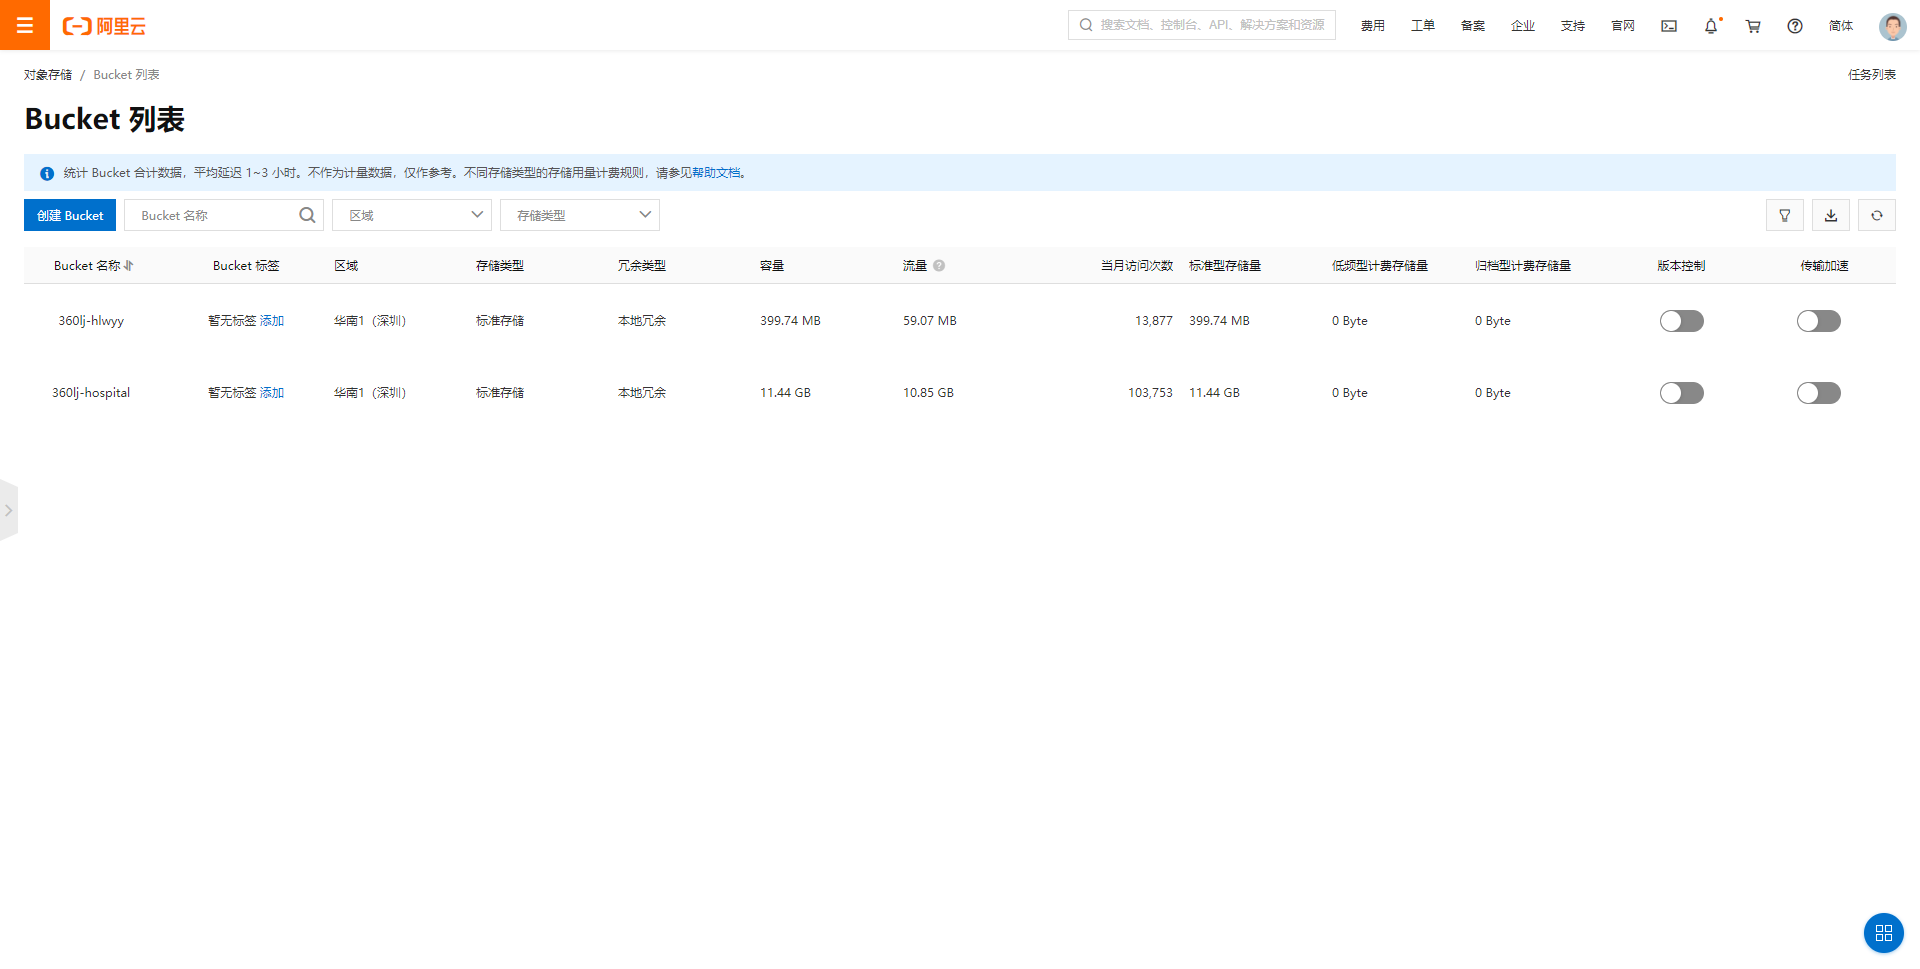 阿里云
搜索文档、控制台、API、解决方案和资源
费用 工单 备案 企业 支持 官网 简体
对象存储 / Bucket 列表
任务列表
Bucket 列表
统计 Bucket 合计数据，平均延迟 1~3 小时。不作为计量数据，仅作参考。不同存储类型的存储用量计费规则，请参见帮助文档。
创建 Bucket Bucket 名称 区域 存储类型
Bucket 名称 Bucket 标签 区域 存储类型 冗余类型 容量 流量 当月访问次数 标准型存储量 低频型计费存储量 归档型计费存储量 版本控制 传输加速
360lj-hlwyy 暂无标签 添加 华南1（深圳） 标准存储 本地冗余 399.74 MB 59.07 MB 13,877 399.74 MB 0 Byte 0 Byte
360lj-hospital 暂无标签 添加 华南1（深圳） 标准存储 本地冗余 11.44 GB 10.85 GB 103,753 11.44 GB 0 Byte 0 Byte